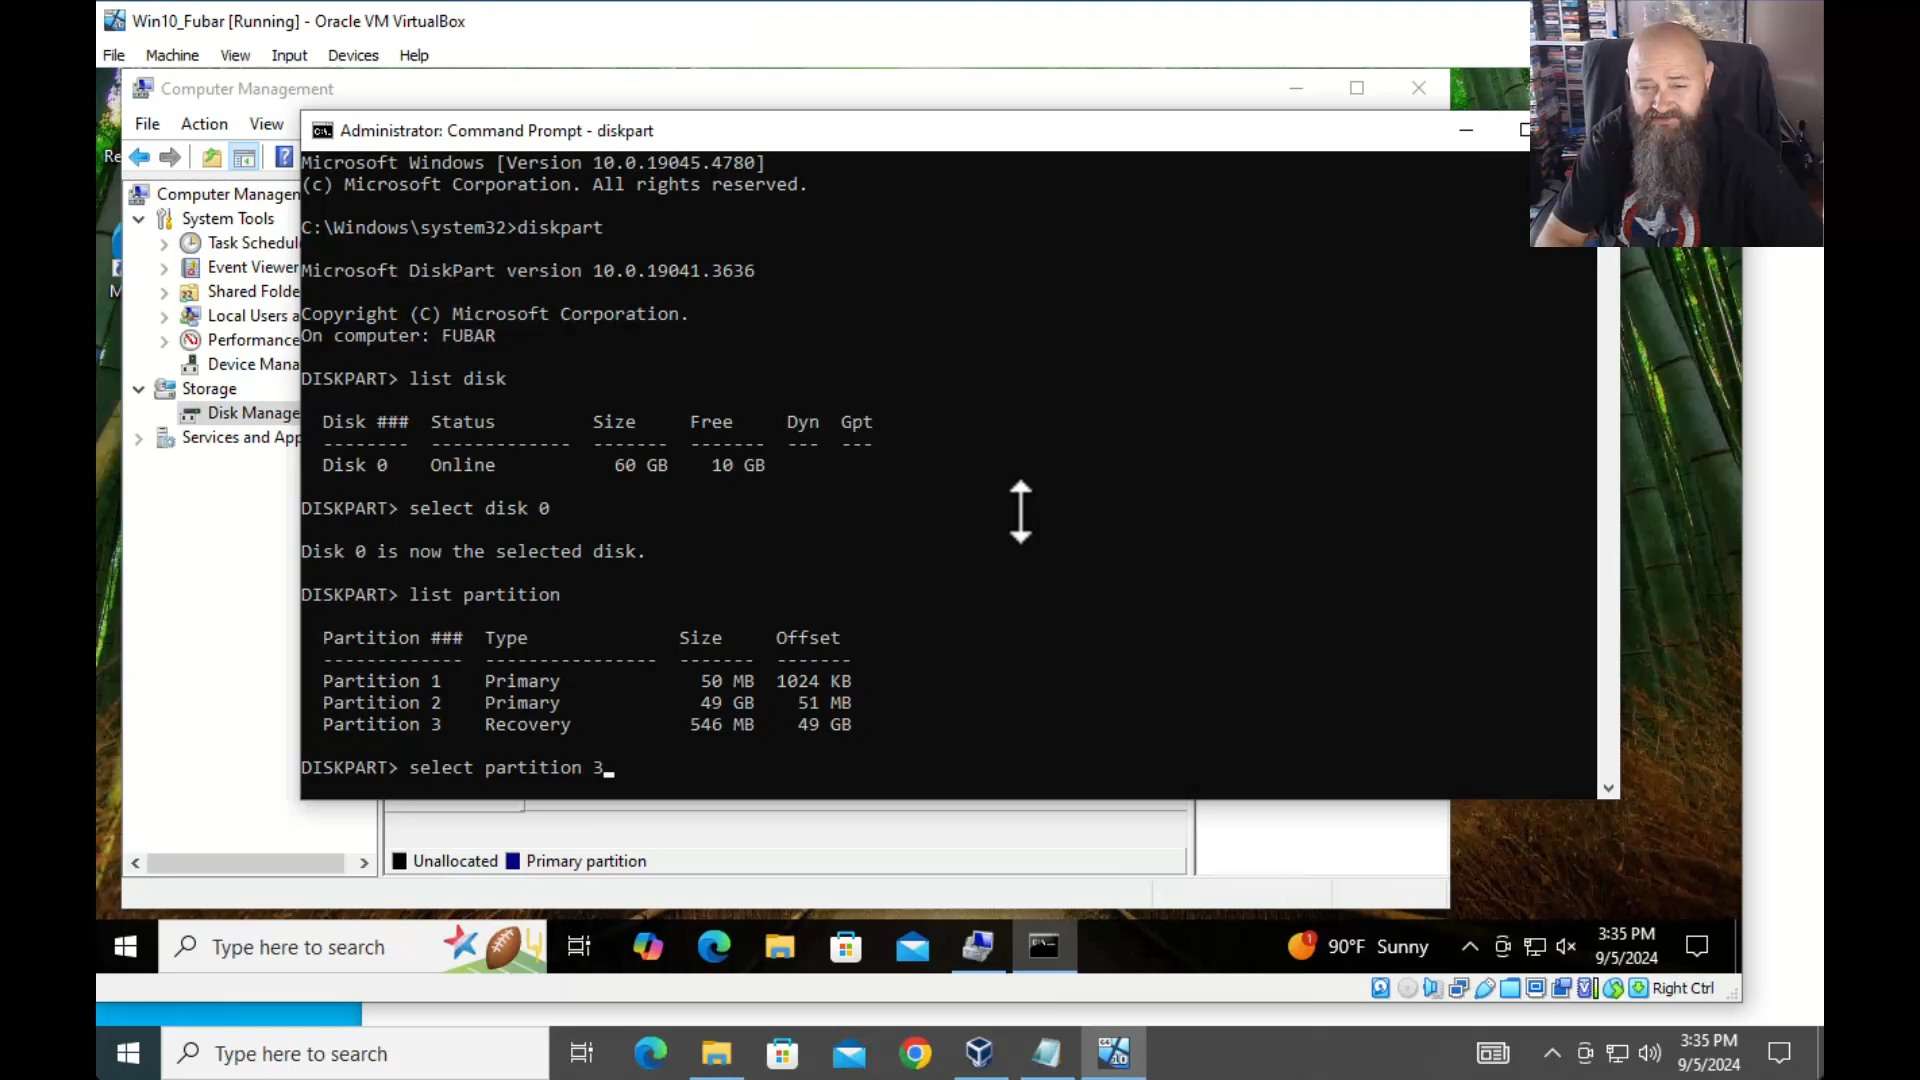 Win10_Fubar [Running] - Oracle VM VirtualBox
File Machine View Input Devices Help
Computer Management
File Action View
Administrator: Command Prompt - diskpart
Re
Computer Managen
System Tools
Task Schedul
Event Viewer
Shared Folde
Local Users a
Performance
Device Mana
Storage
Disk Manage
Services and App
Microsoft Windows [Version 10.0.19045.4780]
(c) Microsoft Corporation. All rights reserved.
C:\Windows\system32>diskpart
Microsoft DiskPart version 10.0.19041.3636
Copyright (C) Microsoft Corporation.
On computer: FUBAR
DISKPART> list disk
Disk ### Status Size Free Dyn Gpt
-------- ------------- ------- ------- --- ---
Disk 0 Online 60 GB 10 GB
DISKPART> select disk 0
Disk 0 is now the selected disk.
DISKPART> list partition
Partition ### Type Size Offset
------------- ---------------- ------- -------
Partition 1 Primary 50 MB 1024 KB
Partition 2 Primary 49 GB 51 MB
Partition 3 Recovery 546 MB 49 GB
DISKPART> select partition 3_
Unallocated Primary partition
Type here to search
90°F Sunny
3:35 PM
9/5/2024
Right Ctrl
Type here to search
3:35 PM
9/5/2024